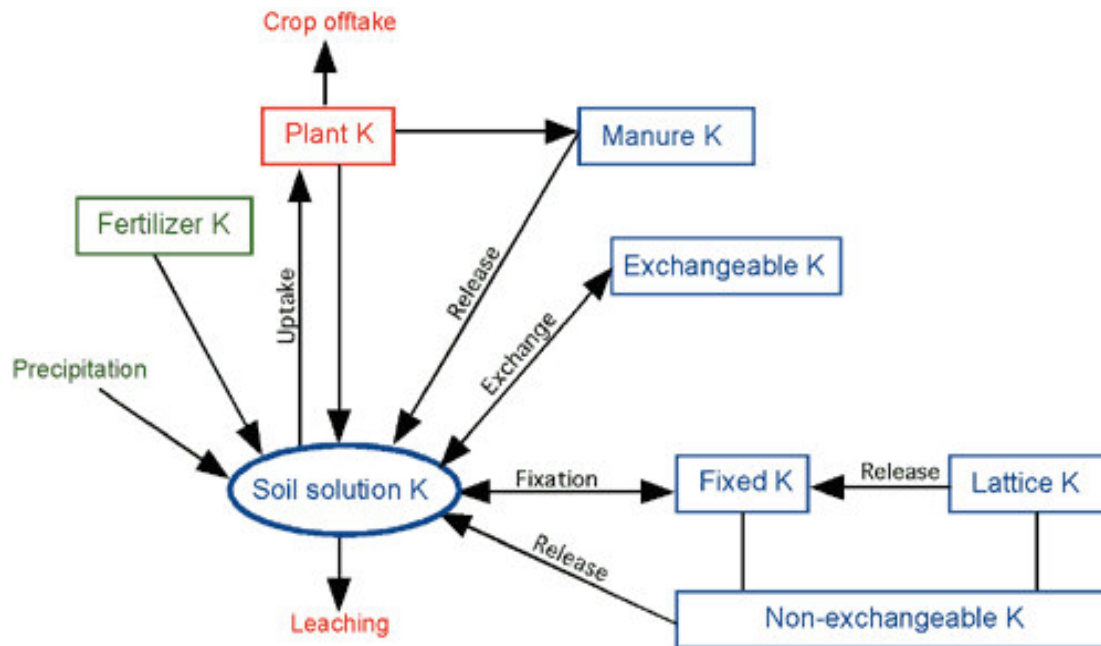 Crop offtake
Plant K
Manure K
Fertilizer K
Exchangeable K
Uptake
Release
Exchange
Precipitation
Soil solution K
Fixation
Fixed K
Release
Lattice K
Release
Non-exchangeable K
Leaching